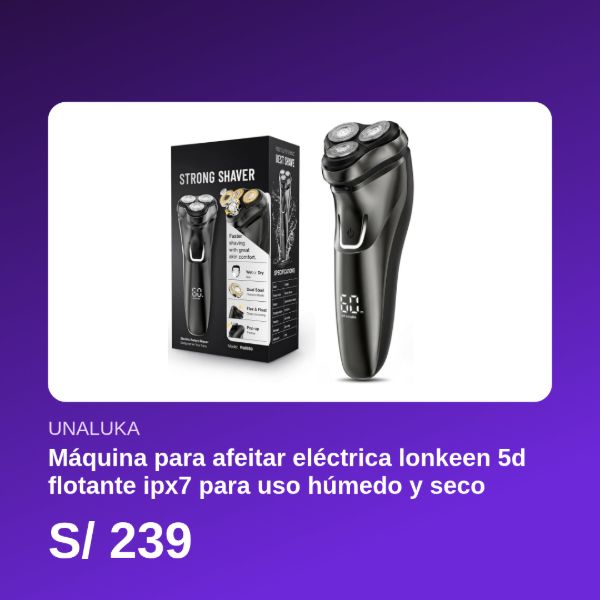 BEST SHAVE
STRONG SHAVER
Faster
shaving
with great
skin comfort.
Wet or Dry
Dual Steel
Flex & Float
Pop-up
SPECIFICATIONS
60
UNALUKA
Máquina para afeitar eléctrica lonkeen 5d
flotante ipx7 para uso húmedo y seco
S/ 239